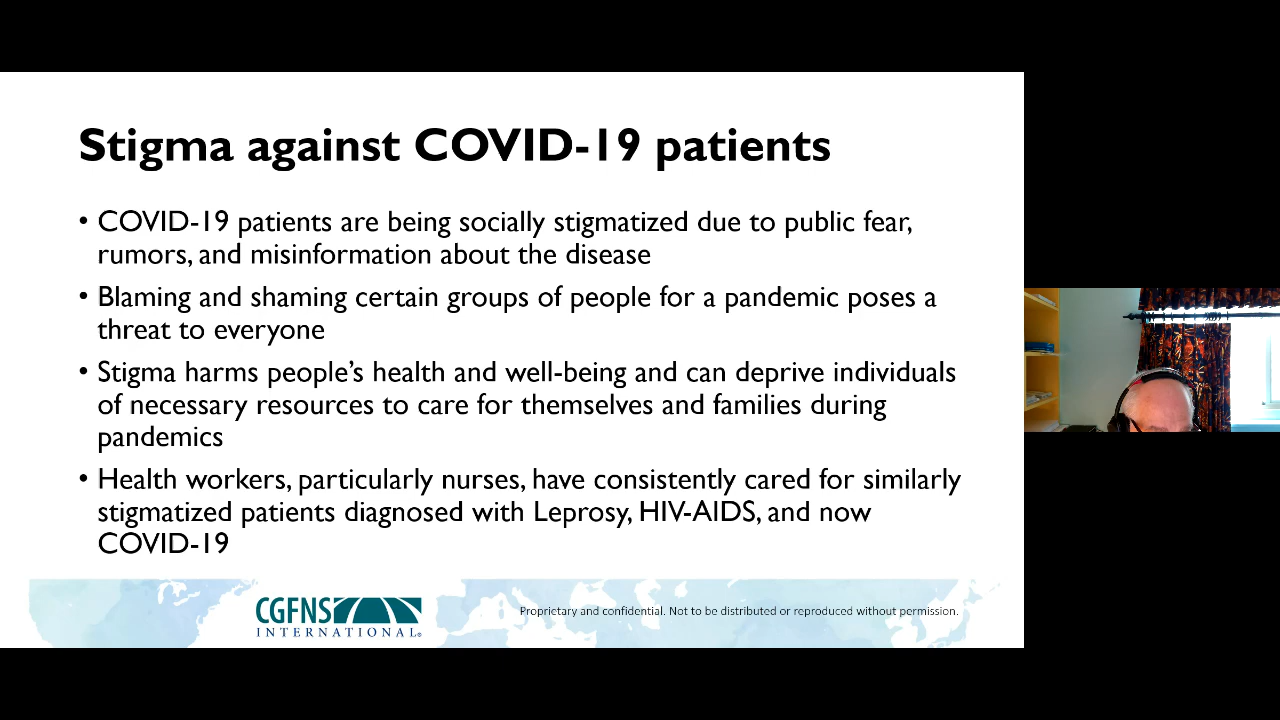 Stigma against COVID-19 patients
• COVID-19 patients are being socially stigmatized due to public fear,
rumors, and misinformation about the disease
• Blaming and shaming certain groups of people for a pandemic poses a
threat to everyone
• Stigma harms people’s health and well-being and can deprive individuals
of necessary resources to care for themselves and families during
pandemics
• Health workers, particularly nurses, have consistently cared for similarly
stigmatized patients diagnosed with Leprosy, HIV-AIDS, and now
COVID-19
CGFNS
INTERNATIONAL®
Proprietary and confidential. Not to be distributed or reproduced without permission.